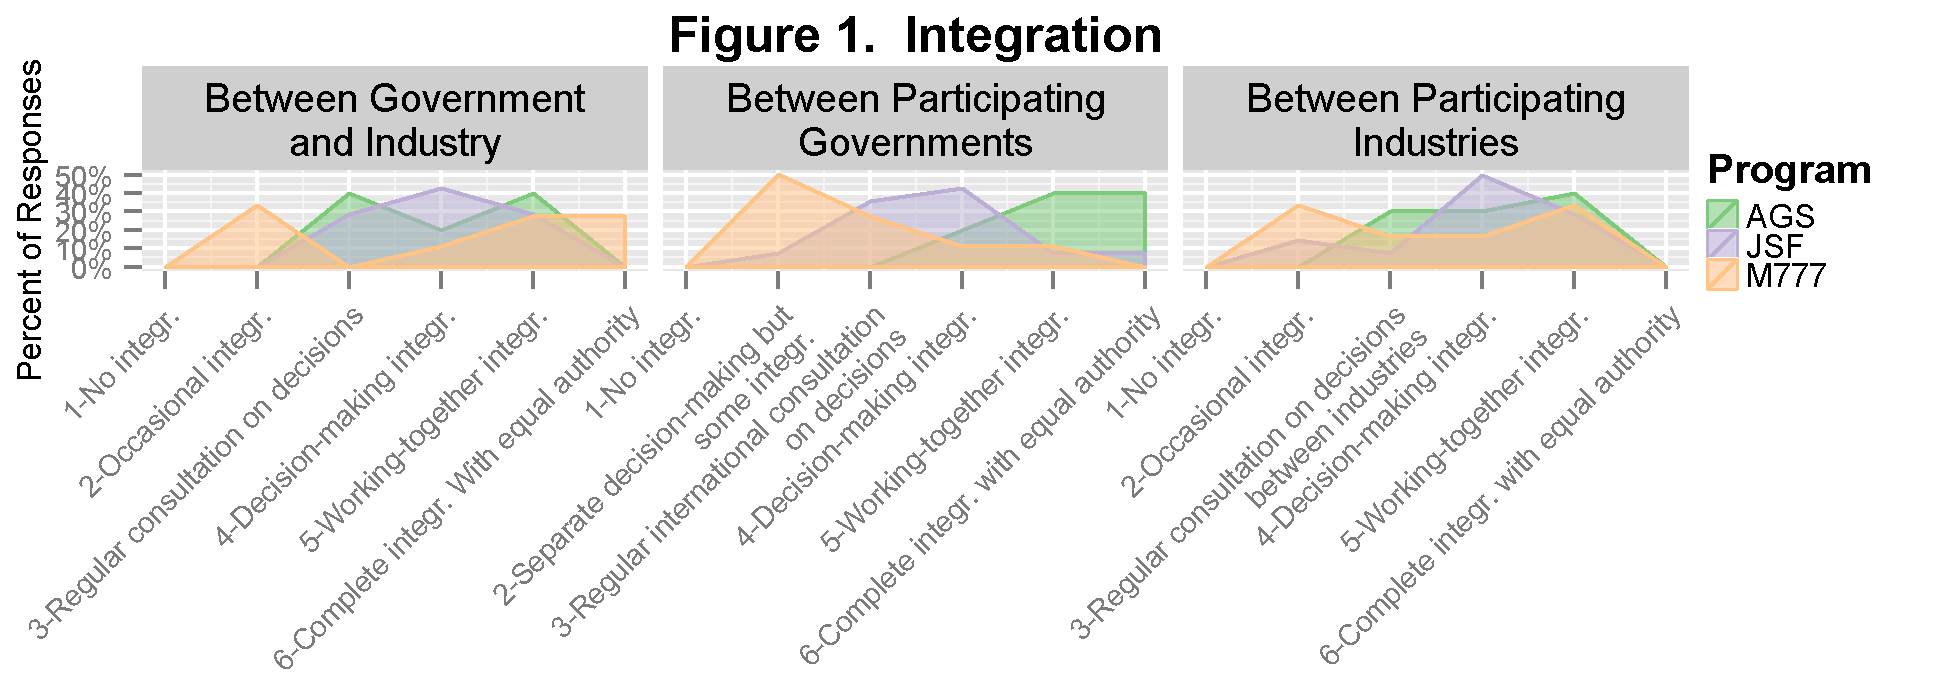 Figure 1.  Integration
Percent of Responses
Between Government
and Industry
Between Participating
Governments
Between Participating
Industries
50%
40%
30%
20%
10%
0%
1-No integr.
2-Occasional integr.
3-Regular consultation on decisions
4-Decision-making integr.
5-Working-together integr.
6-Complete integr. With equal authority
1-No integr.
2-Separate decision-making but
some integr.
3-Regular international consultation
on decisions
4-Decision-making integr.
5-Working-together integr.
6-Complete integr. with equal authority
1-No integr.
2-Occasional integr.
3-Regular consultation on decisions
between industries
4-Decision-making integr.
5-Working-together integr.
6-Complete integr. with equal authority
Program
AGS
JSF
M777